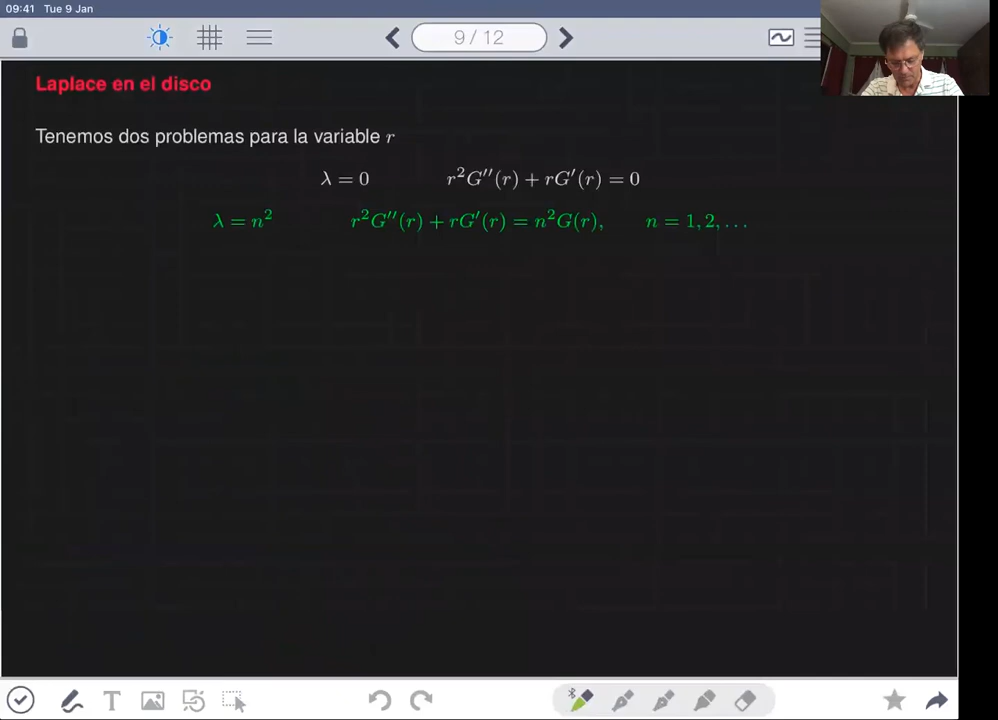 09:41 Tue 9 Jan
9 / 12
Laplace en el disco
Tenemos dos problemas para la variable r
λ = 0 r²G′′(r) + rG′(r) = 0
λ = n² r²G′′(r) + rG′(r) = n²G(r), n = 1, 2, . . .
T